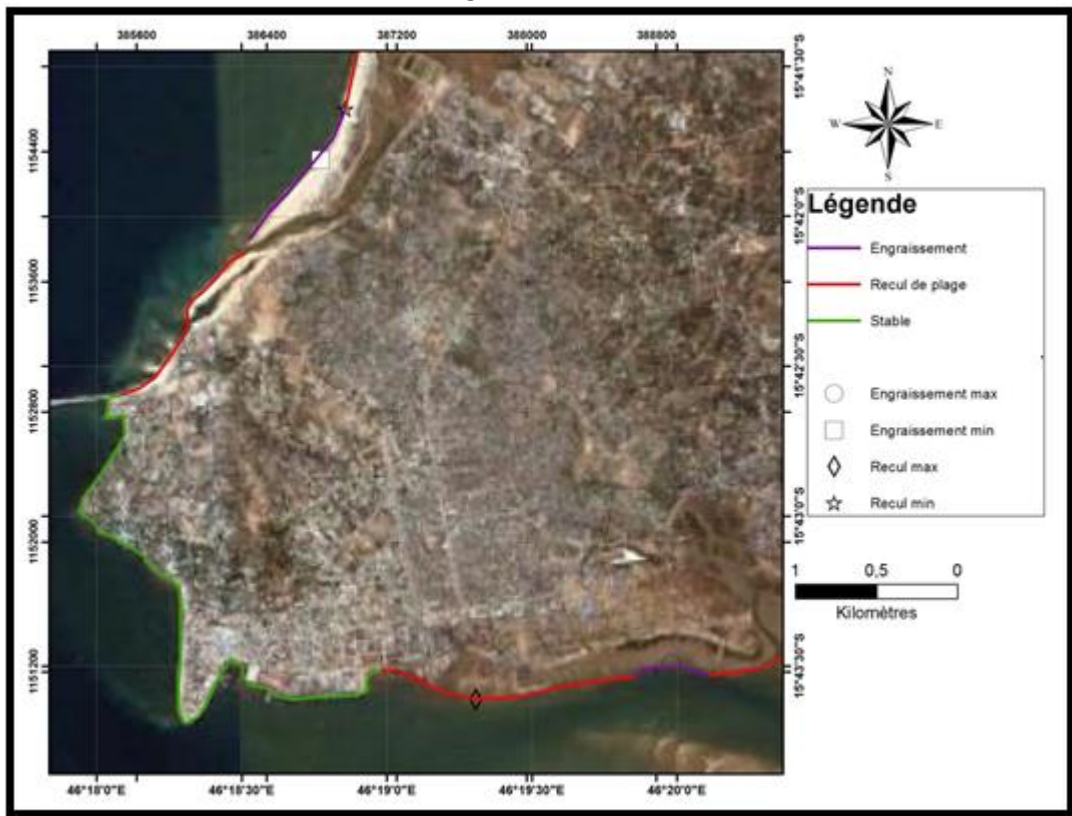 385600 386400 387200 388000 388800
15°41'30"S
N
1154400
W E
S
15°42'0"S
Légende
Engraissement
1153600
Recul de plage
Stable
15°42'30"S
1152800
Engraissement max
Engraissement min
Recul max
Recul min
15°43'0"S
1152000
1 0,5 0
Kilomètres
1151200
15°43'30"S
46°18'0"E 46°18'30"E 46°19'0"E 46°19'30"E 46°20'0"E